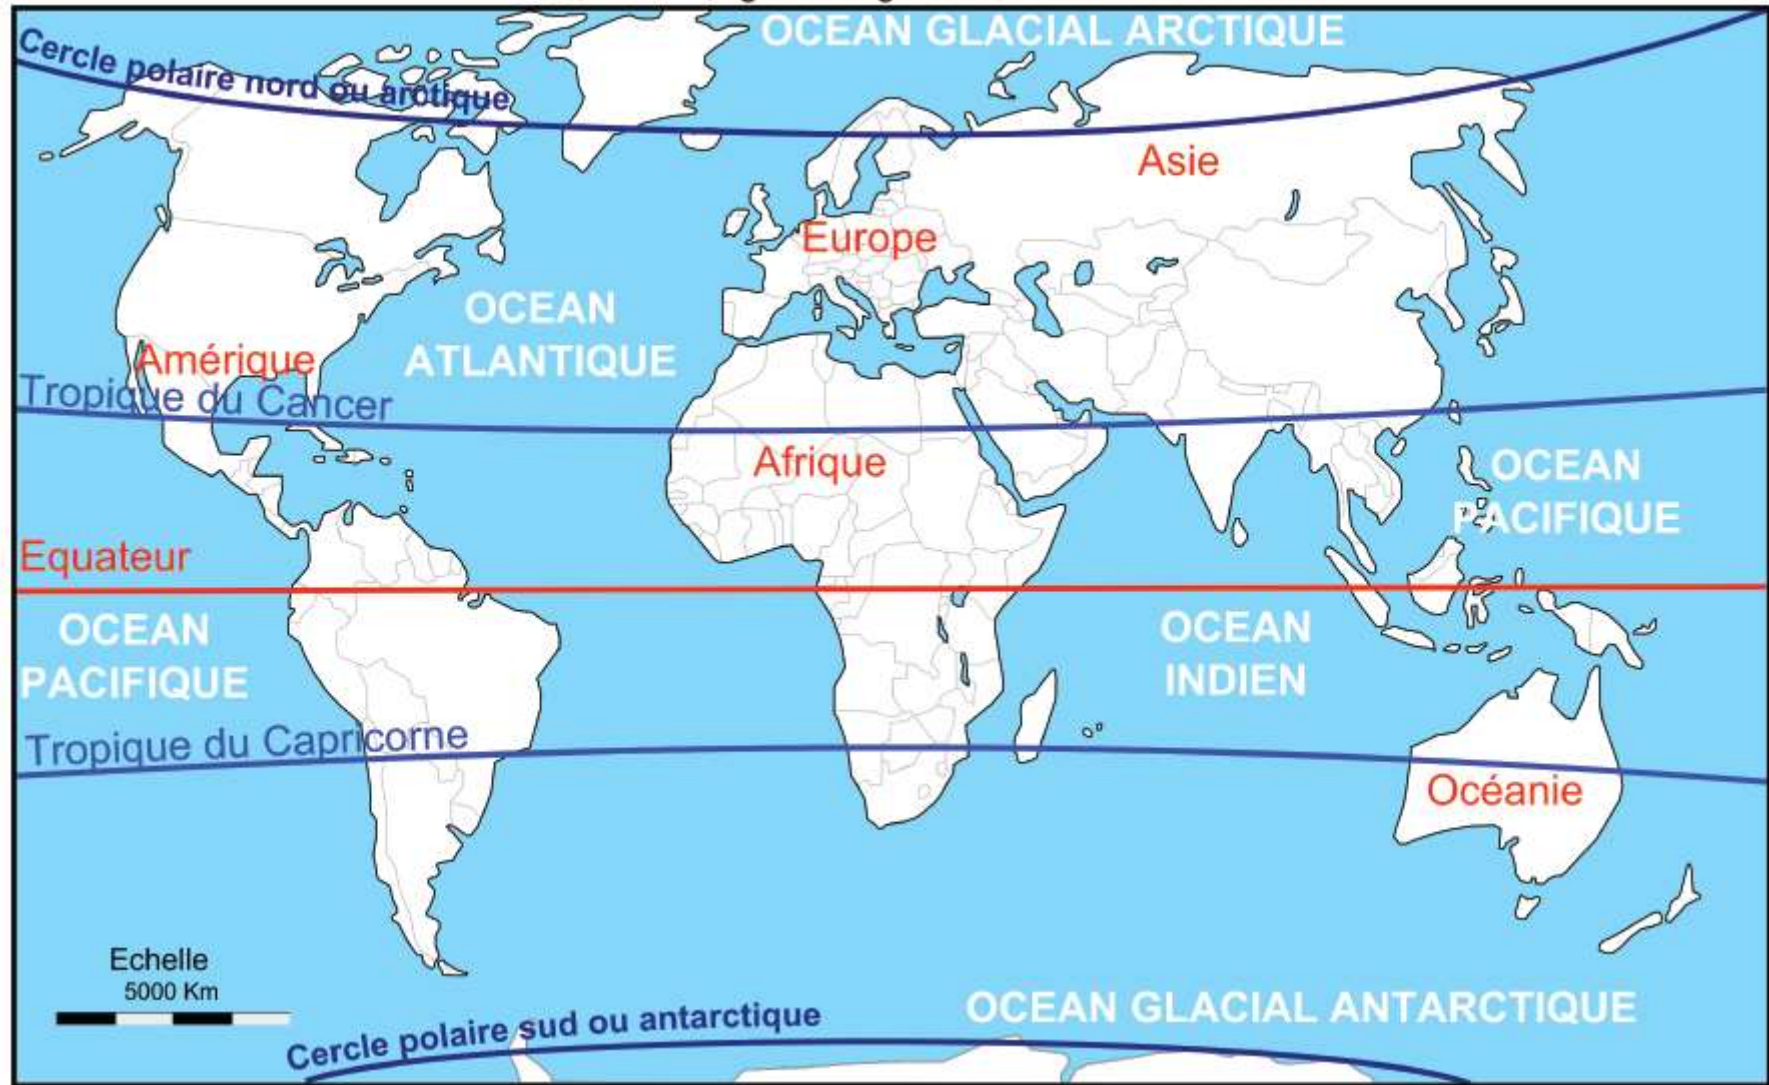 OCEAN GLACIAL ARCTIQUE
Cercle polaire nord ou arctique
Asie
Europe
OCEAN
ATLANTIQUE
Amérique
Tropique du Cancer
Afrique
OCEAN
PACIFIQUE
Equateur
OCEAN
PACIFIQUE
OCEAN
INDIEN
Tropique du Capricorne
Océanie
Echelle
5000 Km
OCEAN GLACIAL ANTARCTIQUE
Cercle polaire sud ou antarctique